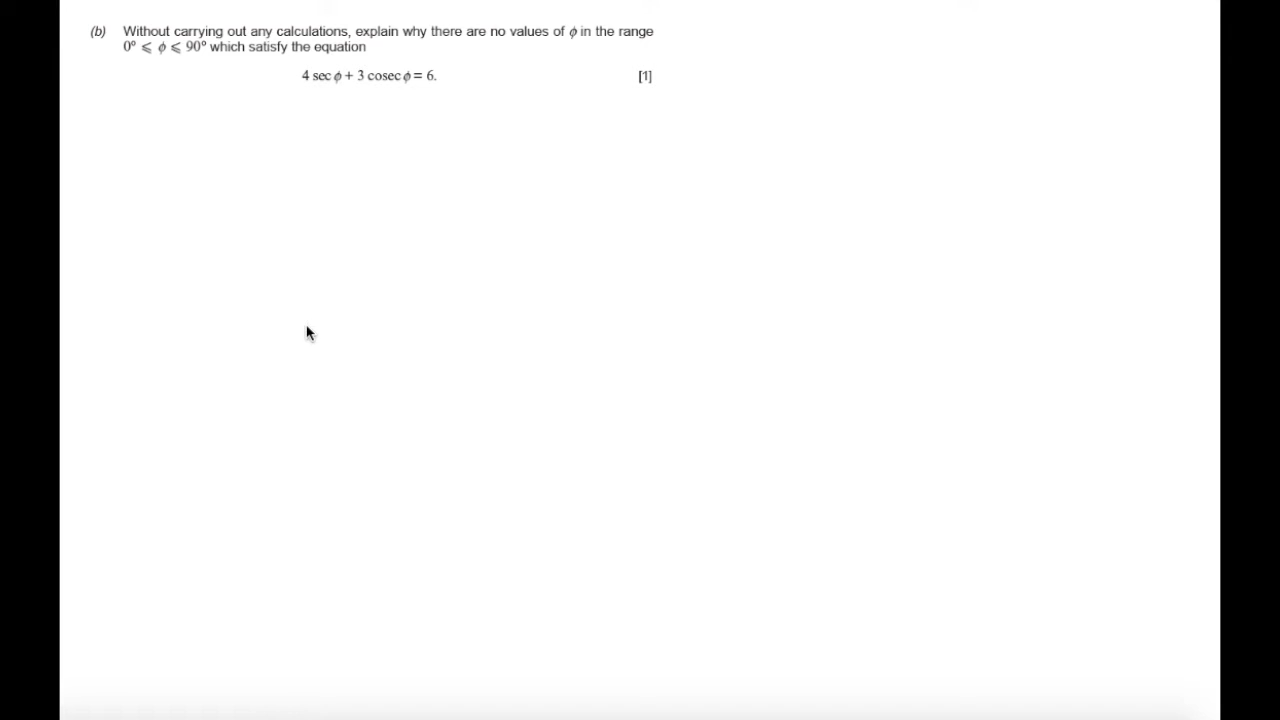 (b) Without carrying out any calculations, explain why there are no values of ϕ in the range
0° ⩽ ϕ ⩽ 90° which satisfy the equation
4 sec ϕ + 3 cosec ϕ = 6. [1]